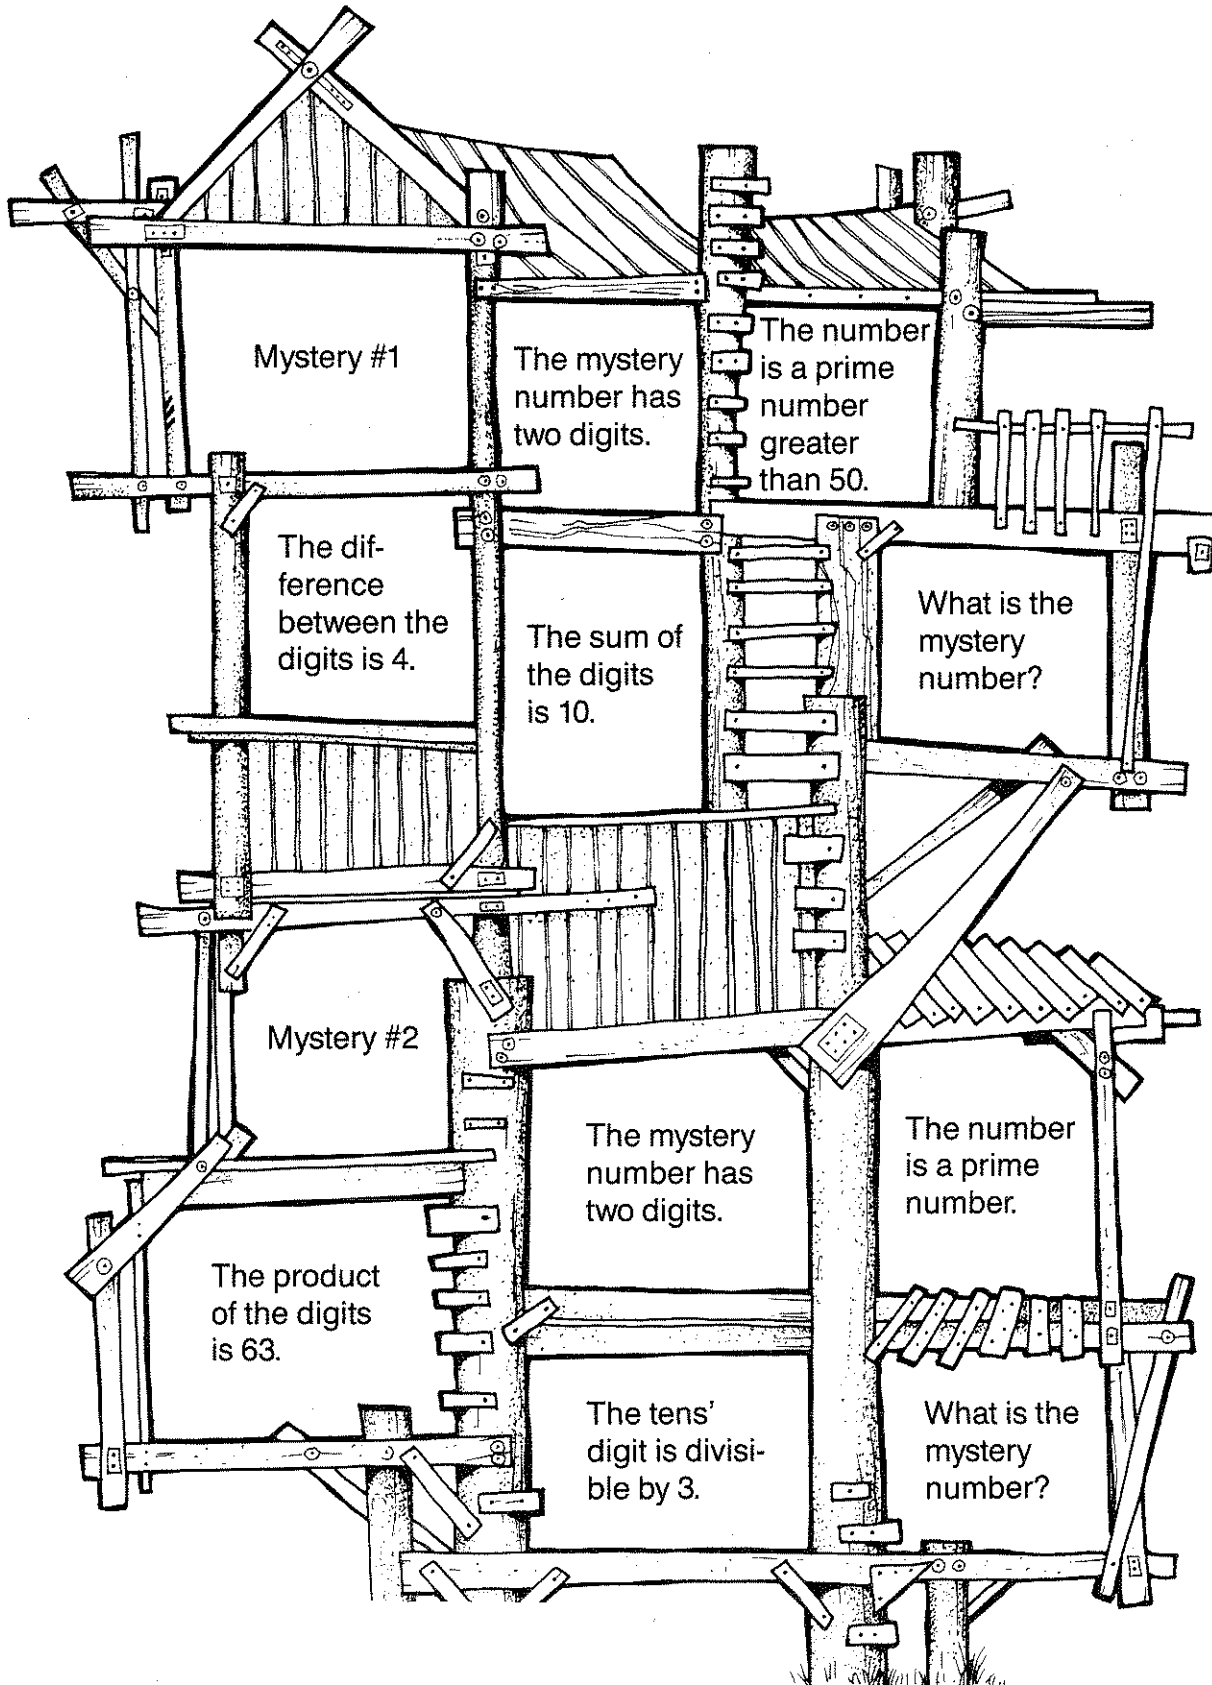 Mystery #1
The mystery
number has
two digits.
The number
is a prime
number
greater
than 50.
The dif-
ference
between the
digits is 4.
The sum of
the digits
is 10.
What is the
mystery
number?
Mystery #2
The mystery
number has
two digits.
The number
is a prime
number.
The product
of the digits
is 63.
The tens'
digit is divisi-
ble by 3.
What is the
mystery
number?